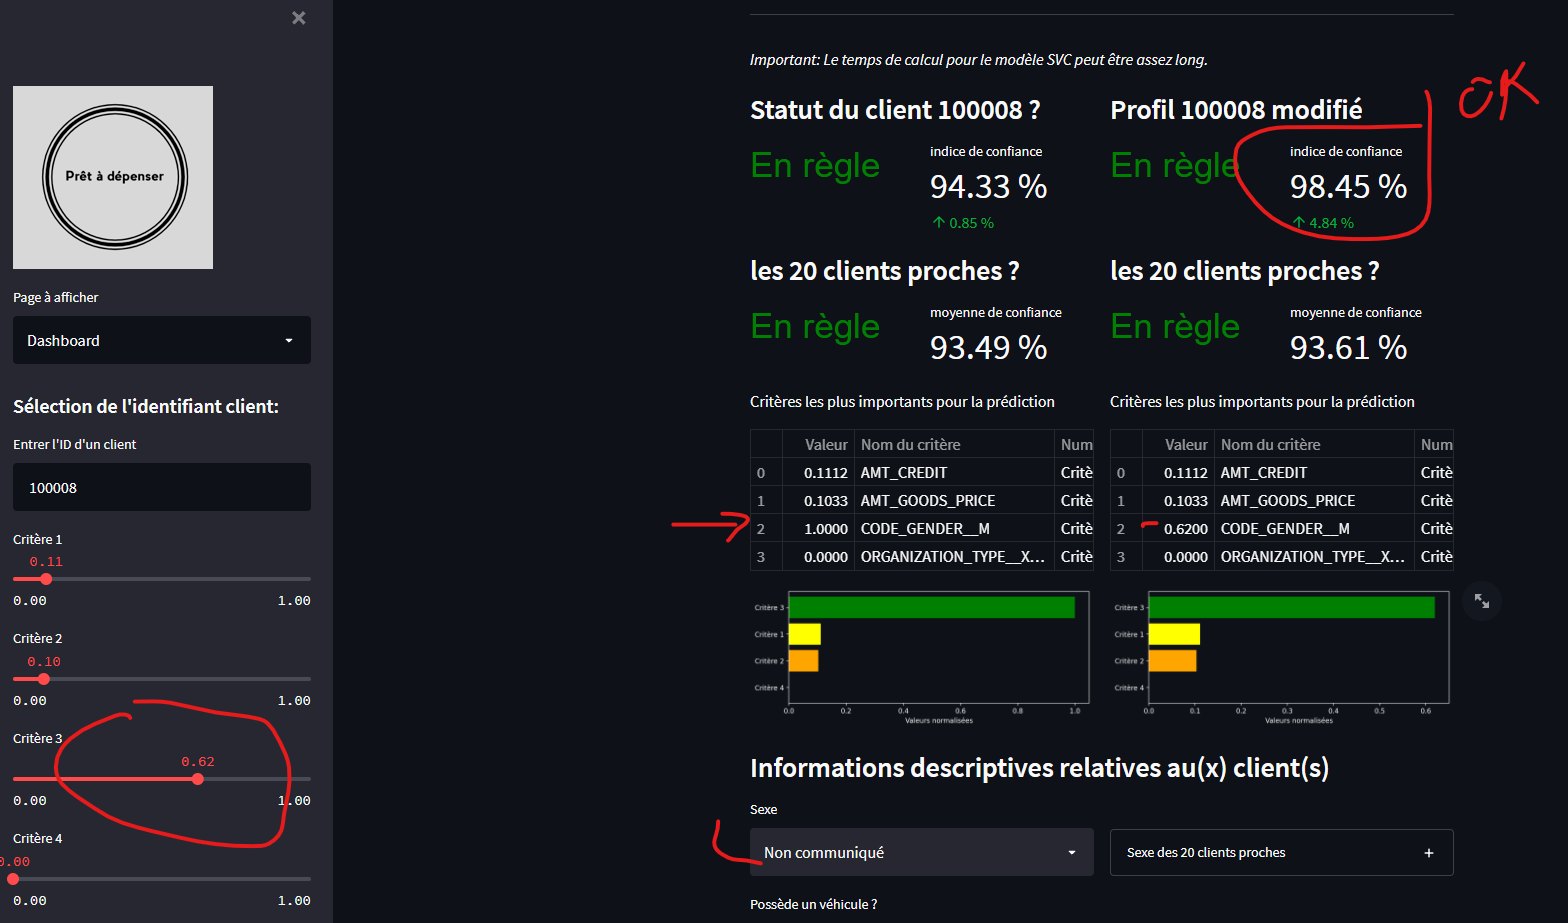 ×
Prêt à dépenser
Page à afficher
Dashboard
Sélection de l'identifiant client:
Entrer l'ID d'un client
100008
Critère 1
0.11
0.00 1.00
Critère 2
0.10
0.00 1.00
Critère 3
0.62
0.00 1.00
Critère 4
0.00
0.00 1.00
Important: Le temps de calcul pour le modèle SVC peut être assez long.
OK
Statut du client 100008 ?
En règle
indice de confiance
94.33 %
↑ 0.85 %
Profil 100008 modifié
En règle
indice de confiance
98.45 %
↑ 4.84 %
les 20 clients proches ?
En règle
moyenne de confiance
93.49 %
les 20 clients proches ?
En règle
moyenne de confiance
93.61 %
Critères les plus importants pour la prédiction
Valeur Nom du critère Num
0 0.1112 AMT_CREDIT Critè
1 0.1033 AMT_GOODS_PRICE Critè
2 1.0000 CODE_GENDER__M Critè
3 0.0000 ORGANIZATION_TYPE__X... Critè
Critères les plus importants pour la prédiction
Valeur Nom du critère Num
0 0.1112 AMT_CREDIT Critè
1 0.1033 AMT_GOODS_PRICE Critè
2 0.6200 CODE_GENDER__M Critè
3 0.0000 ORGANIZATION_TYPE__X... Critè
Critère 3
Critère 1
Critère 2
Critère 4
0.0 0.2 0.4 0.6 0.8 1.0
Valeurs normalisées
Critère 3
Critère 1
Critère 2
Critère 4
0.0 0.1 0.2 0.3 0.4 0.5 0.6
Valeurs normalisées
Informations descriptives relatives au(x) client(s)
Sexe
Non communiqué
Sexe des 20 clients proches +
Possède un véhicule ?